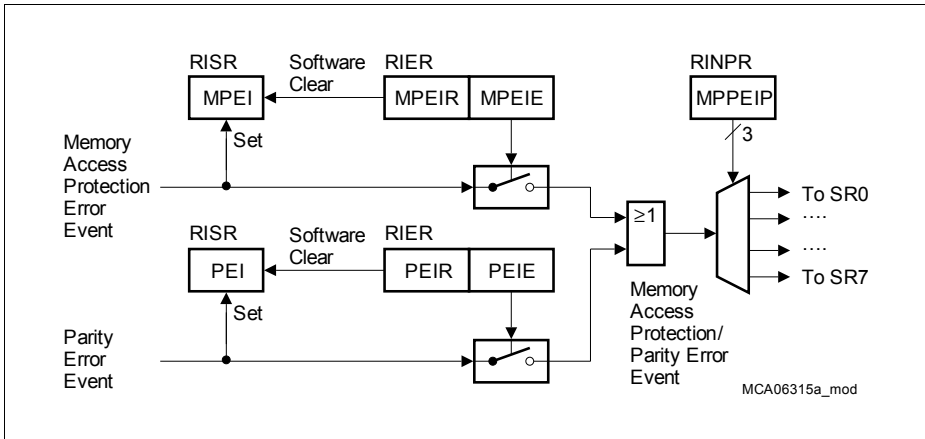 RISR
Software
Clear
RIER
RINPR
MPEI
MPEIR
MPEIE
MPPEIP
Set
3
Memory
Access
Protection
Error
Event
To SR0
≥1
....
RISR
Software
Clear
RIER
....
PEI
PEIR
PEIE
To SR7
Set
Memory
Access
Protection/
Parity Error
Event
Parity
Error
Event
MCA06315a_mod